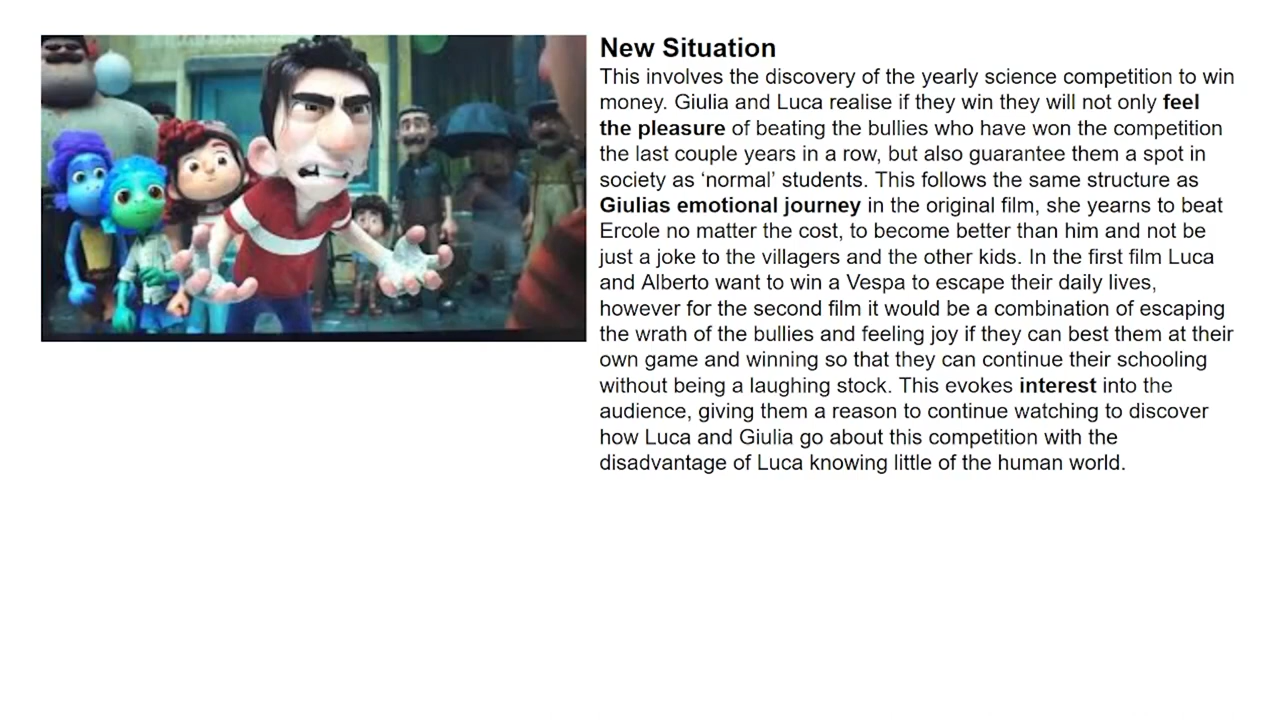 New Situation
This involves the discovery of the yearly science competition to win
money. Giulia and Luca realise if they win they will not only feel
the pleasure of beating the bullies who have won the competition
the last couple years in a row, but also guarantee them a spot in
society as ‘normal’ students. This follows the same structure as
Giulias emotional journey in the original film, she yearns to beat
Ercole no matter the cost, to become better than him and not be
just a joke to the villagers and the other kids. In the first film Luca
and Alberto want to win a Vespa to escape their daily lives,
however for the second film it would be a combination of escaping
the wrath of the bullies and feeling joy if they can best them at their
own game and winning so that they can continue their schooling
without being a laughing stock. This evokes interest into the
audience, giving them a reason to continue watching to discover
how Luca and Giulia go about this competition with the
disadvantage of Luca knowing little of the human world.